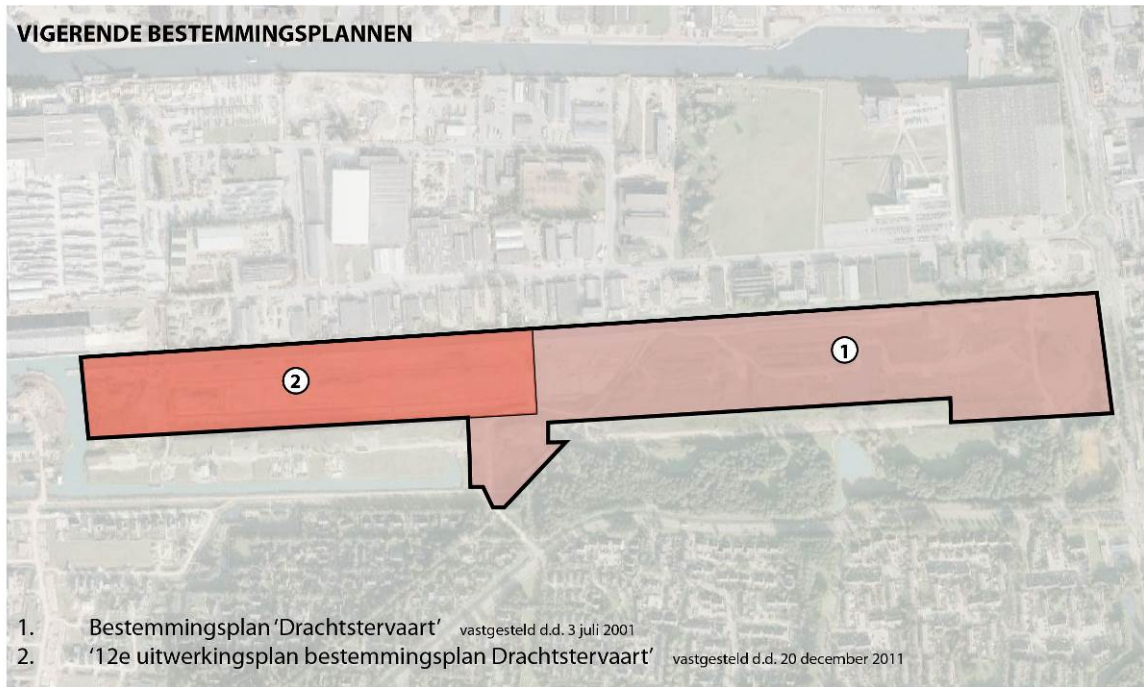 VIGERENDE BESTEMMINGSPLANNEN
1
2
1. Bestemmingsplan 'Drachtstervaart' vastgesteld d.d. 3 juli 2001
2. '12e uitwerkingsplan bestemmingsplan Drachtstervaart' vastgesteld d.d. 20 december 2011